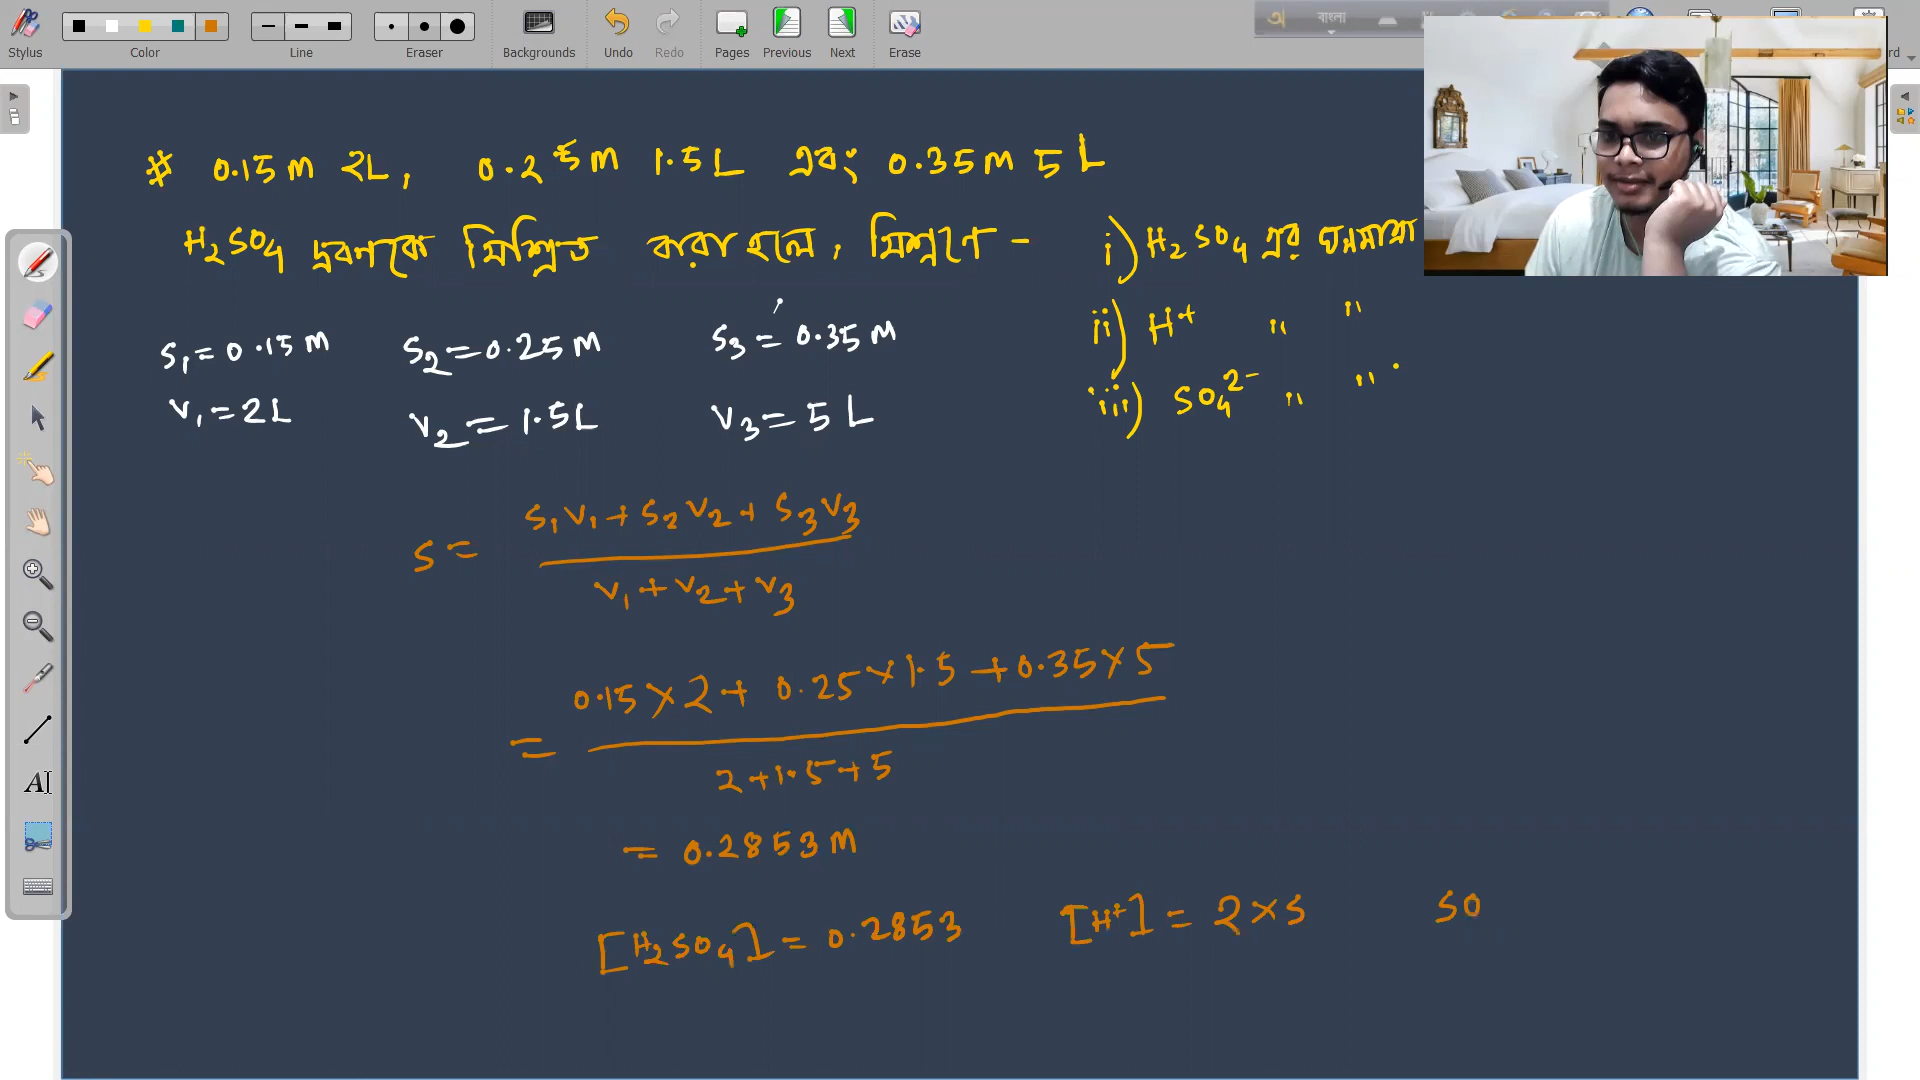 Stylus Color Line Eraser Backgrounds Undo Redo Pages Previous Next Erase
অ বাংলা
rd
# 0.15 M 2L, 0.25 M 1.5 L এবং 0.35 M 5 L
H₂SO₄ দ্রবণকে মিশ্রিত করা হলে, মিশ্রণে -
i) H₂SO₄ এর ঘনমাত্রা
ii) H⁺ " "
iii) SO₄²⁻ " "
S₁ = 0.15 M S₂ = 0.25 M S₃ = 0.35 M
V₁ = 2L V₂ = 1.5L V₃ = 5 L
S = S₁V₁ + S₂V₂ + S₃V₃
V₁ + V₂ + V₃
= 0.15 × 2 + 0.25 × 1.5 + 0.35 × 5
2 + 1.5 + 5
= 0.2853 M
[H₂SO₄] = 0.2853 [H⁺] = 2 × S SO